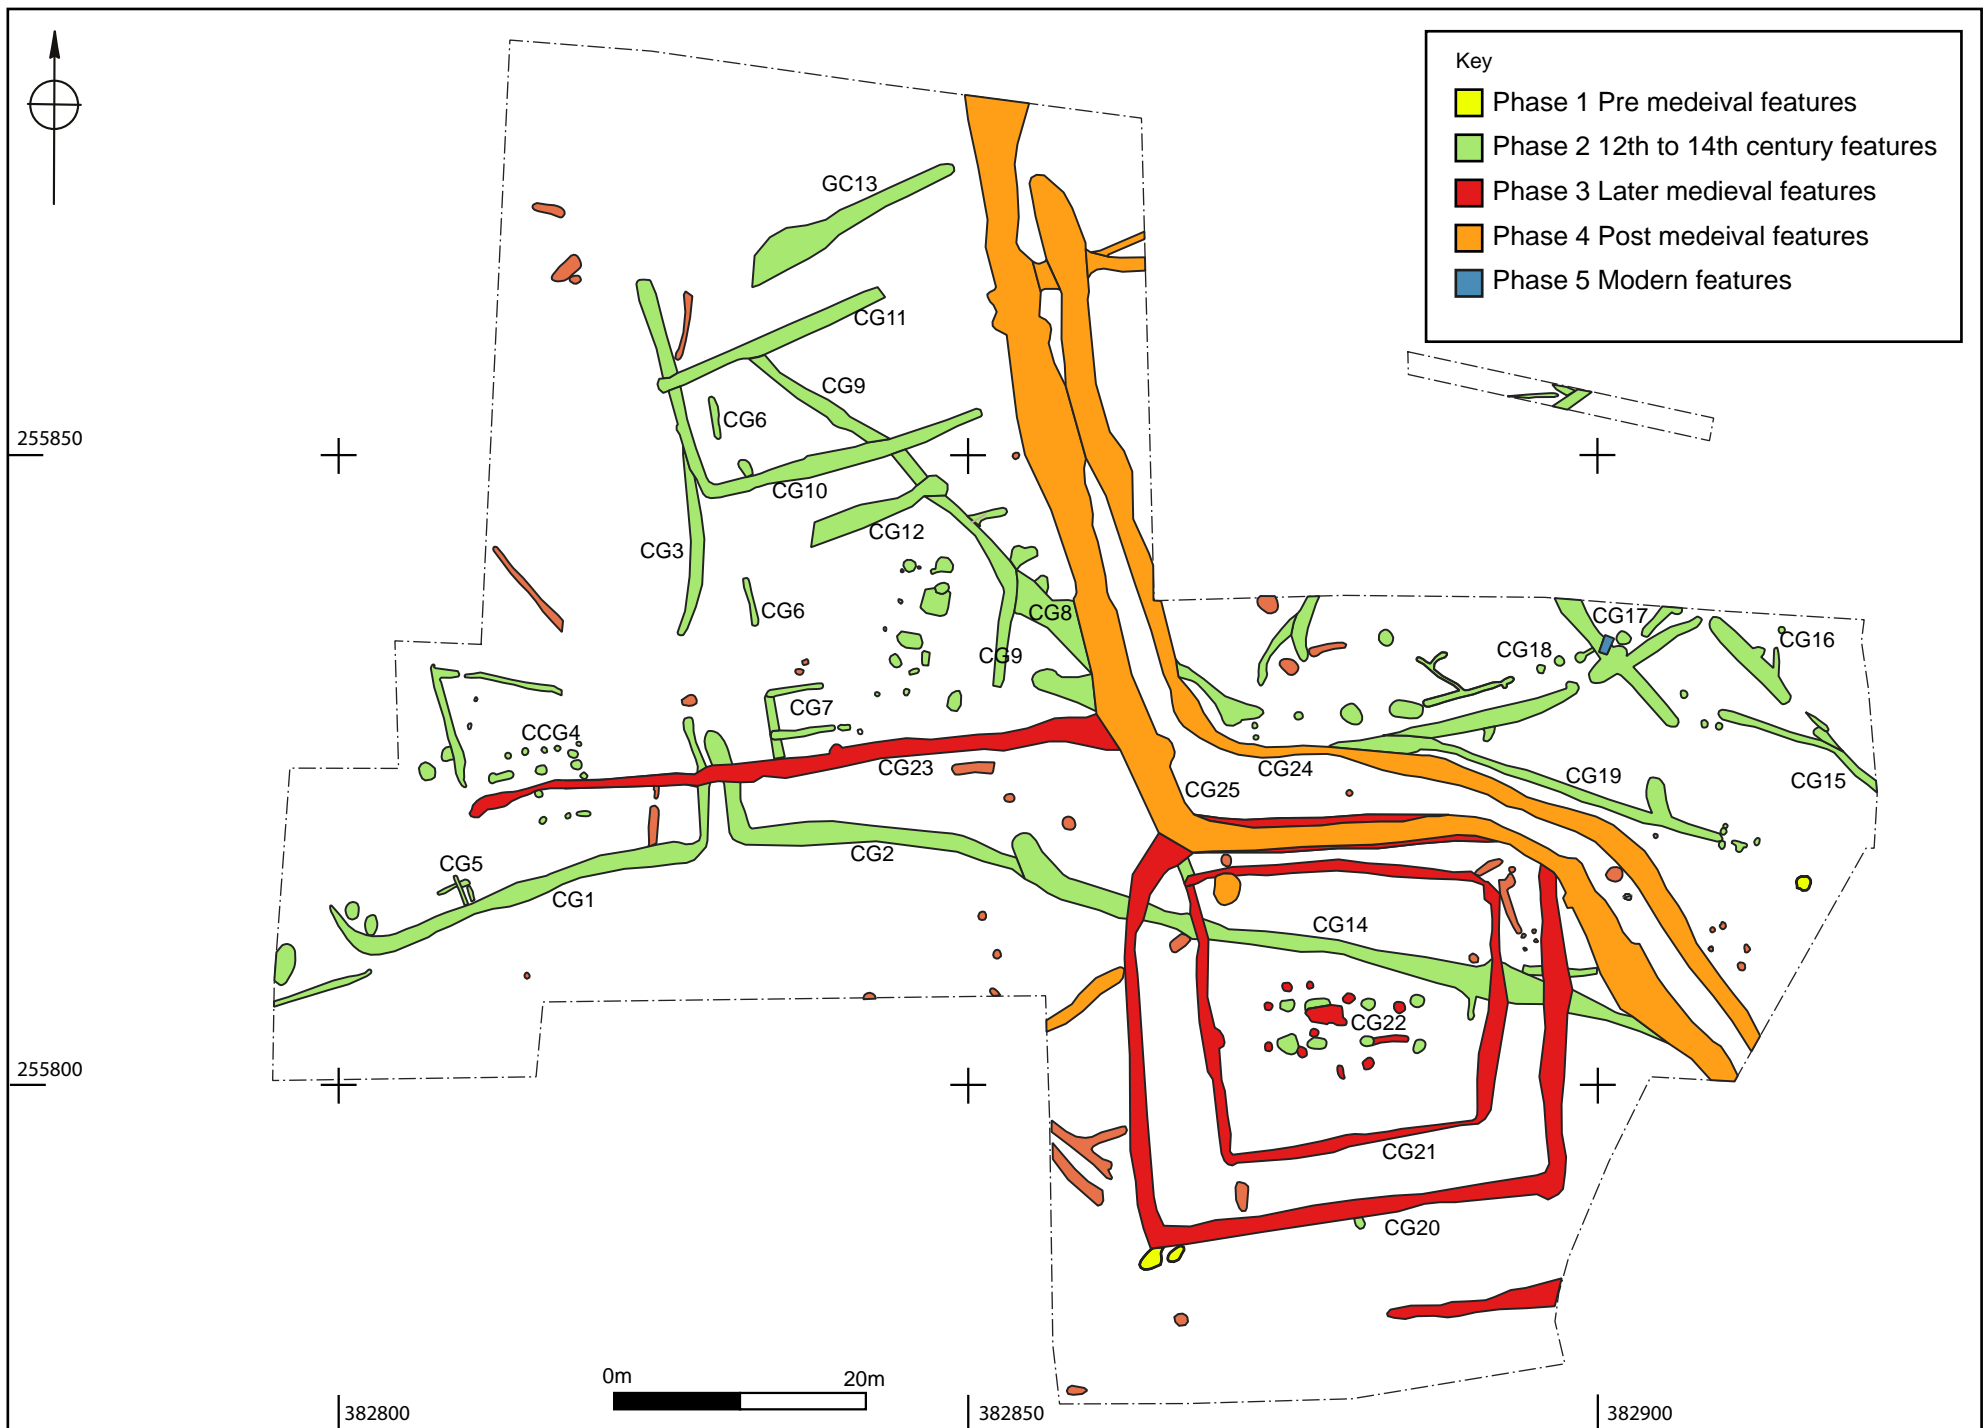 Key
Phase 1 Pre medeival features
Phase 2 12th to 14th century features
Phase 3 Later medieval features
Phase 4 Post medeival features
Phase 5 Modern features
GC13
CG11
CG9
CG6
255850
CG10
CG12
CG3
CG6
CG8
CG17
CG16
CG9
CG18
CG7
CCG4
CG23
CG24
CG19
CG15
CG25
CG2
CG5
CG1
CG14
CG22
255800
CG21
CG20
0m 20m
382800 382850 382900